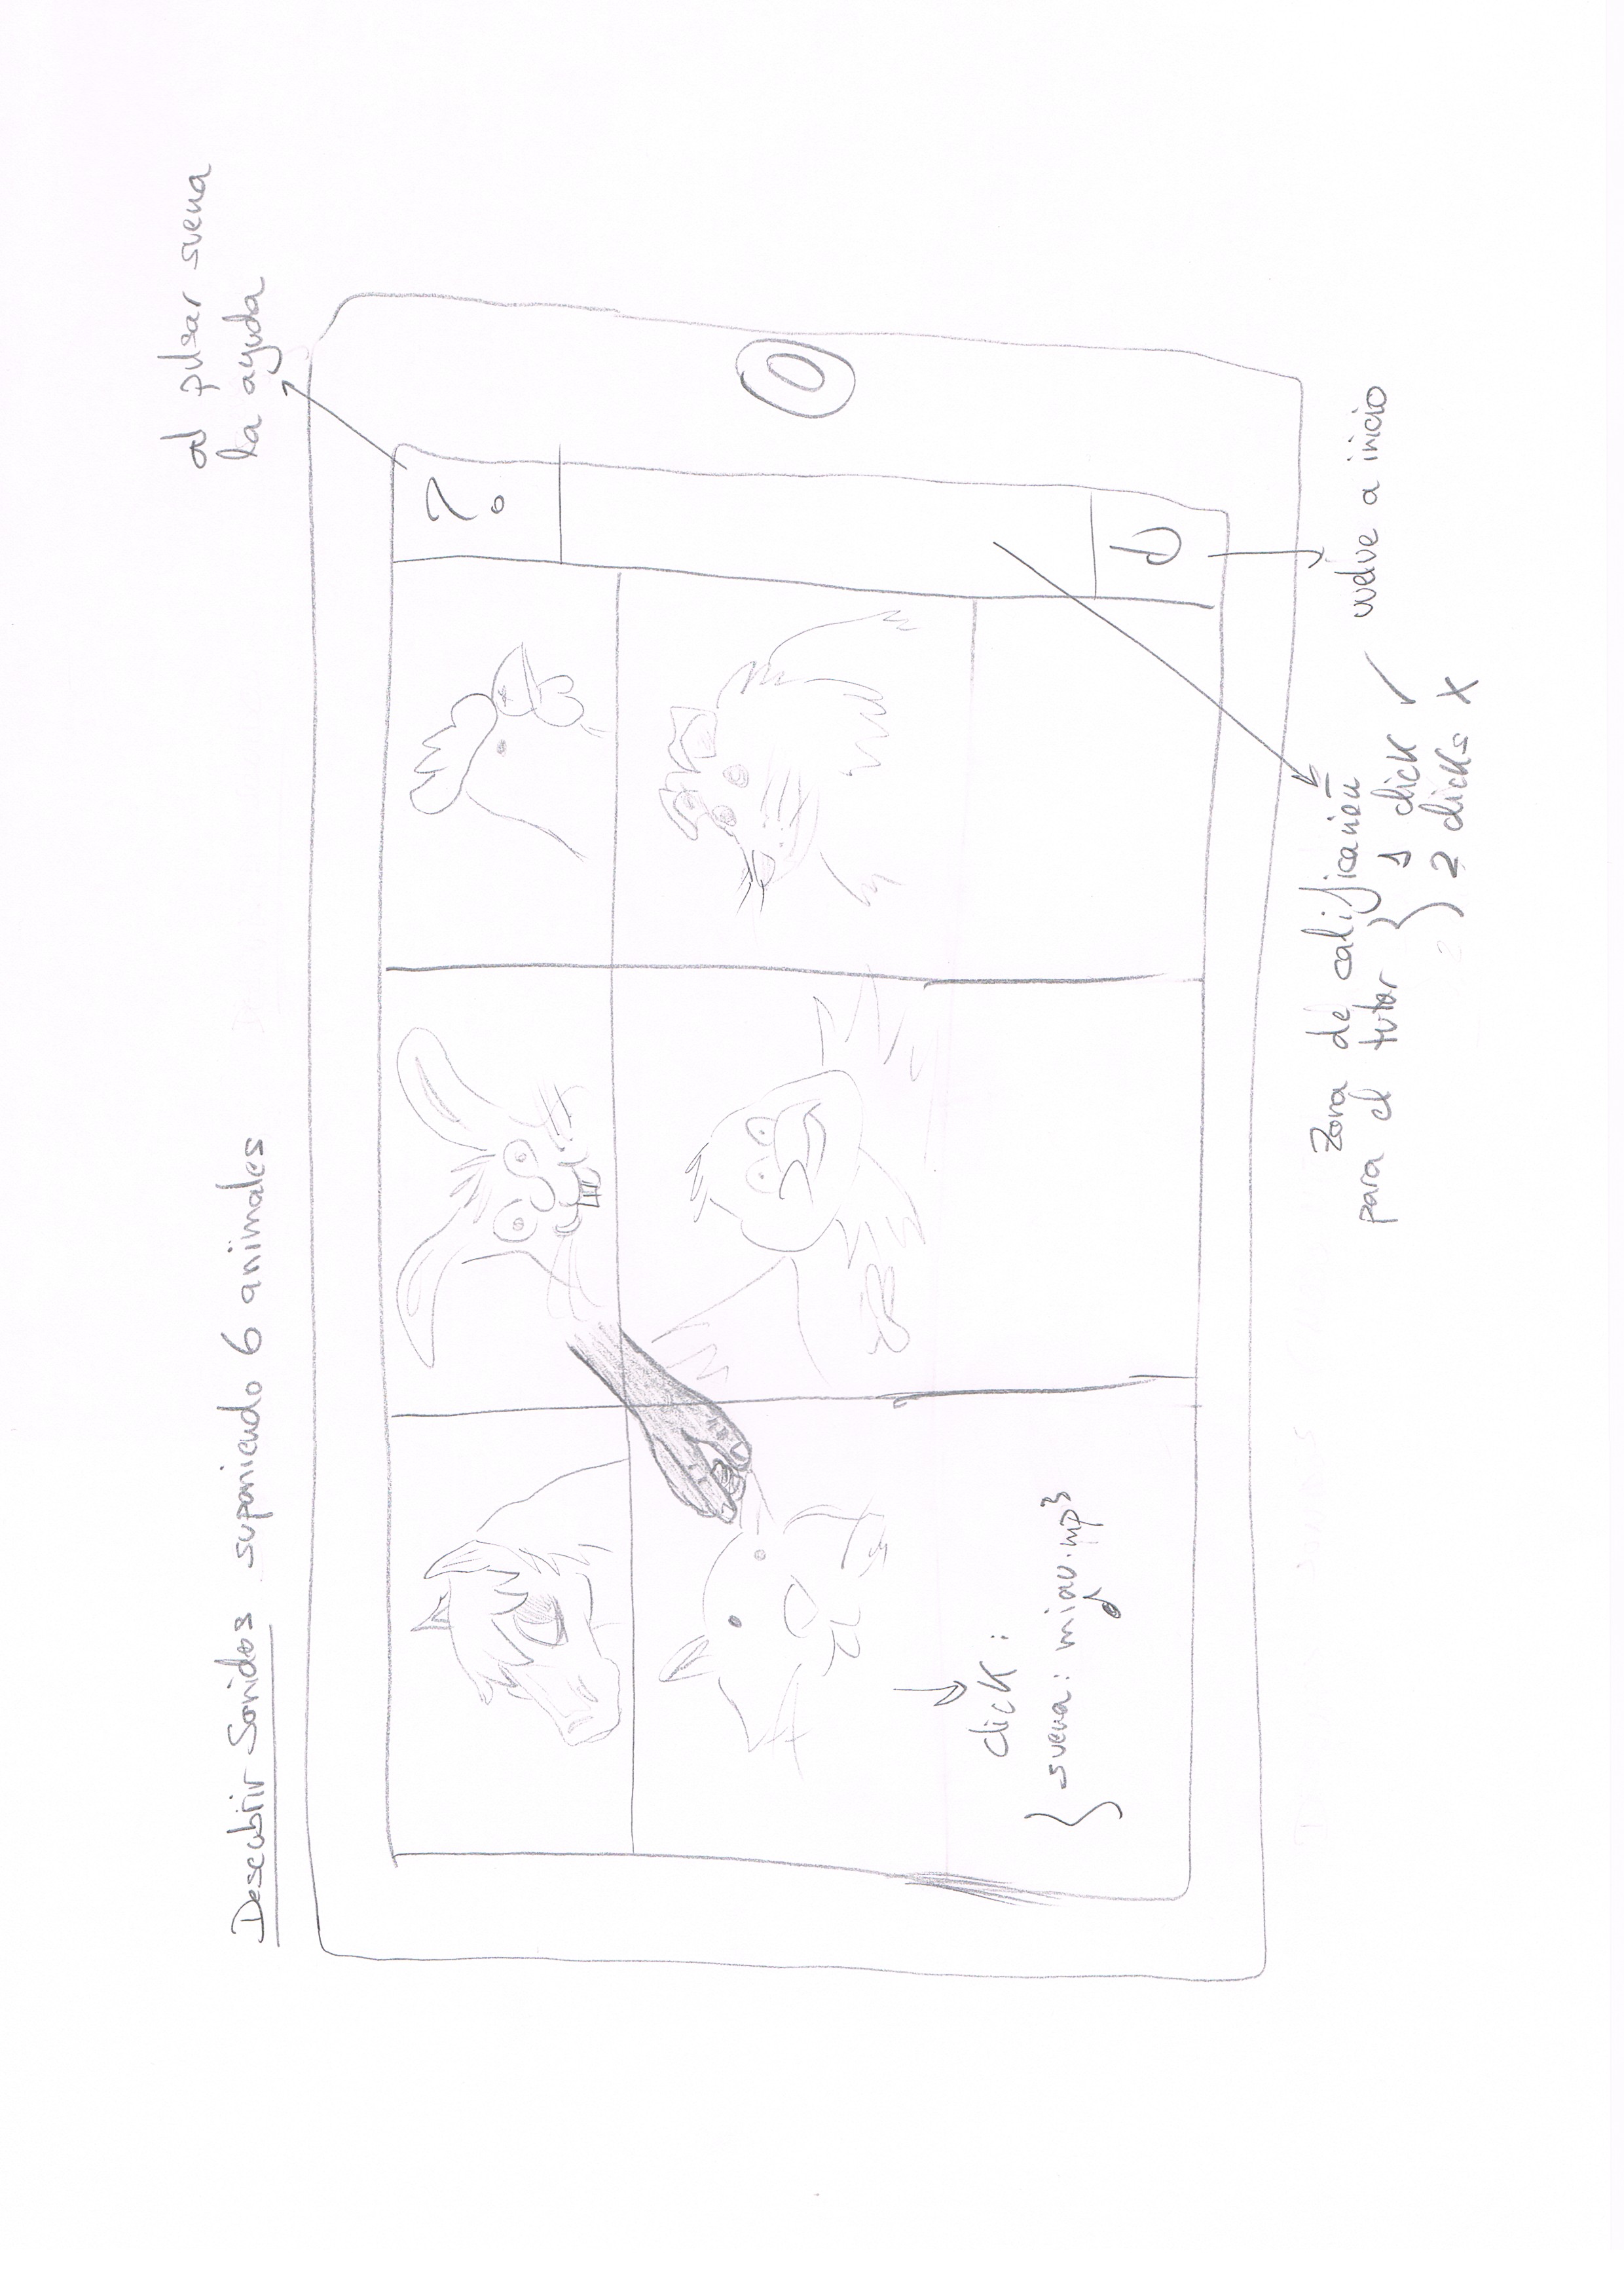 Descubrir Sonidos suponiendo 6 animales
al pulsar suena
la ayuda
?
click :
suena: miau.mp3
Zona de calificación
para el tutor
1 click ✓
2 clicks X
vuelve a inicio